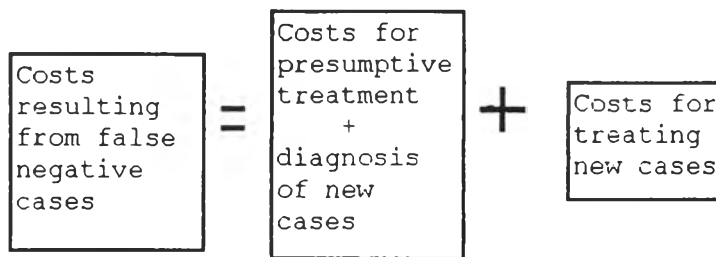 Costs
resulting
from false
negative
cases
=
Costs for
presumptive
treatment
+
diagnosis
of new
cases
+
Costs for
treating
new cases